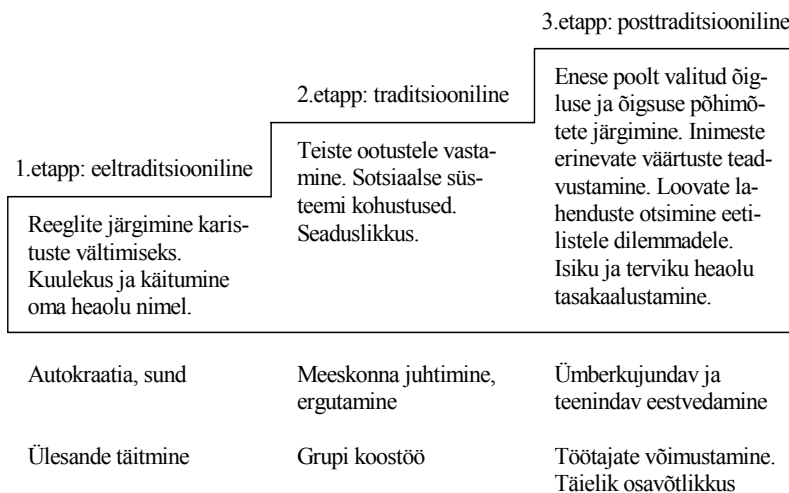 1.etapp: eeltraditsiooniline
Reeglite järgimine karis-
tuste vältimiseks.
Kuulekus ja käitumine
oma heaolu nimel.
Autokraatia, sund
Ülesande täitmine
2.etapp: traditsiooniline
Teiste ootustele vasta-
mine. Sotsiaalse süs-
teemi kohustused.
Seaduslikkus.
Meeskonna juhtimine,
ergutamine
Grupi koostöö
3.etapp: posttraditsiooniline
Enese poolt valitud õig-
luse ja õigsuse põhimõ-
tete järgimine. Inimeste
erinevate väärtuste tead-
vustamine. Loovate la-
henduste otsimine eeti-
listele dilemmadele.
Isiku ja terviku heaolu
tasakaalustamine.
Ümberkujundav ja
teenindav eestvedamine
Töötajate võimustamine.
Täielik osavõtlikkus